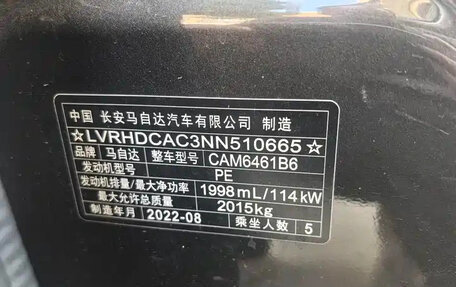 中国 长安马自达汽车有限公司 制造
☆LVRHDCAC3NN510665☆
品牌 马自达 整车型号 CAM6461B6
发动机型号 PE
发动机排量/最大净功率 1998mL/114kW
最大允许总质量 2015kg
制造年月 2022-08 乘坐人数 5